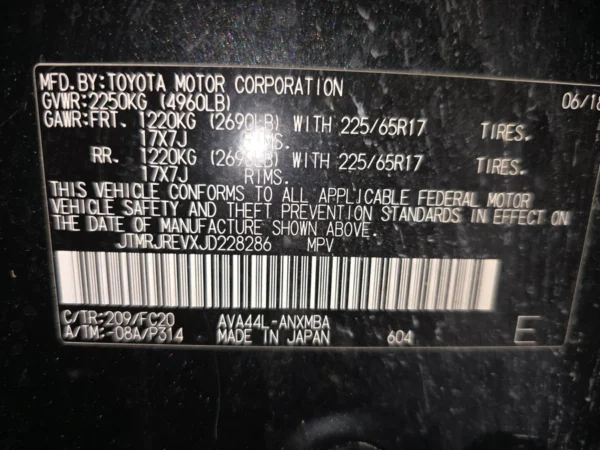 MFD.BY:TOYOTA MOTOR CORPORATION 06/18
GVWR:2250KG (4960LB)
GAWR:FRT. 1220KG (2690LB) WITH 225/65R17 TIRES.
17X7J RIMS.
RR. 1220KG (2690LB) WITH 225/65R17 TIRES.
17X7J RIMS.
THIS VEHICLE CONFORMS TO ALL APPLICABLE FEDERAL MOTOR
VEHICLE SAFETY AND THEFT PREVENTION STANDARDS IN EFFECT ON
THE DATE OF MANUFACTURE SHOWN ABOVE.
JTMRJREVXJD228286 MPV
C/TR:209/FC20 AVA44L-ANXMBA
A/TM:-08A/P314 MADE IN JAPAN 604 E